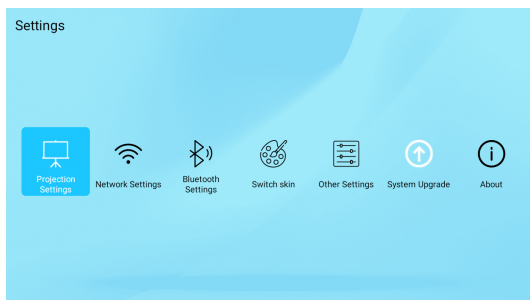 Settings
Projection
Settings
Network Settings
Bluetooth
Settings
Switch skin
Other Settings
System Upgrade
About